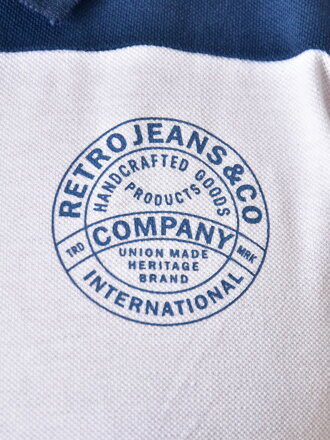 RETRO JEANS & CO
HANDCRAFTED GOODS
PRODUCTS
TRD COMPANY MRK
UNION MADE
HERITAGE
BRAND
INTERNATIONAL